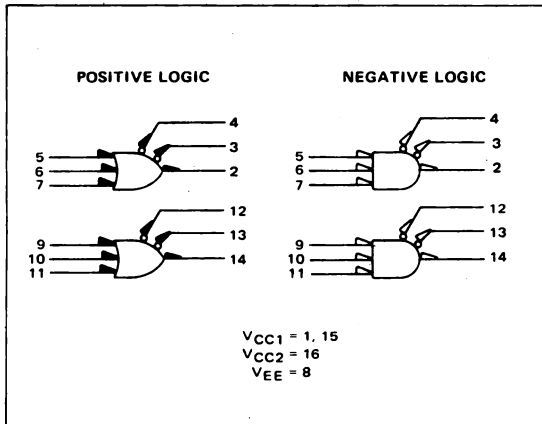 POSITIVE LOGIC NEGATIVE LOGIC
4 4
3 3
5 2 5 2
6 6
7 7
12 12
13 13
9 9
10 14 10 14
11 11
VCC1 = 1, 15
VCC2 = 16
VEE = 8